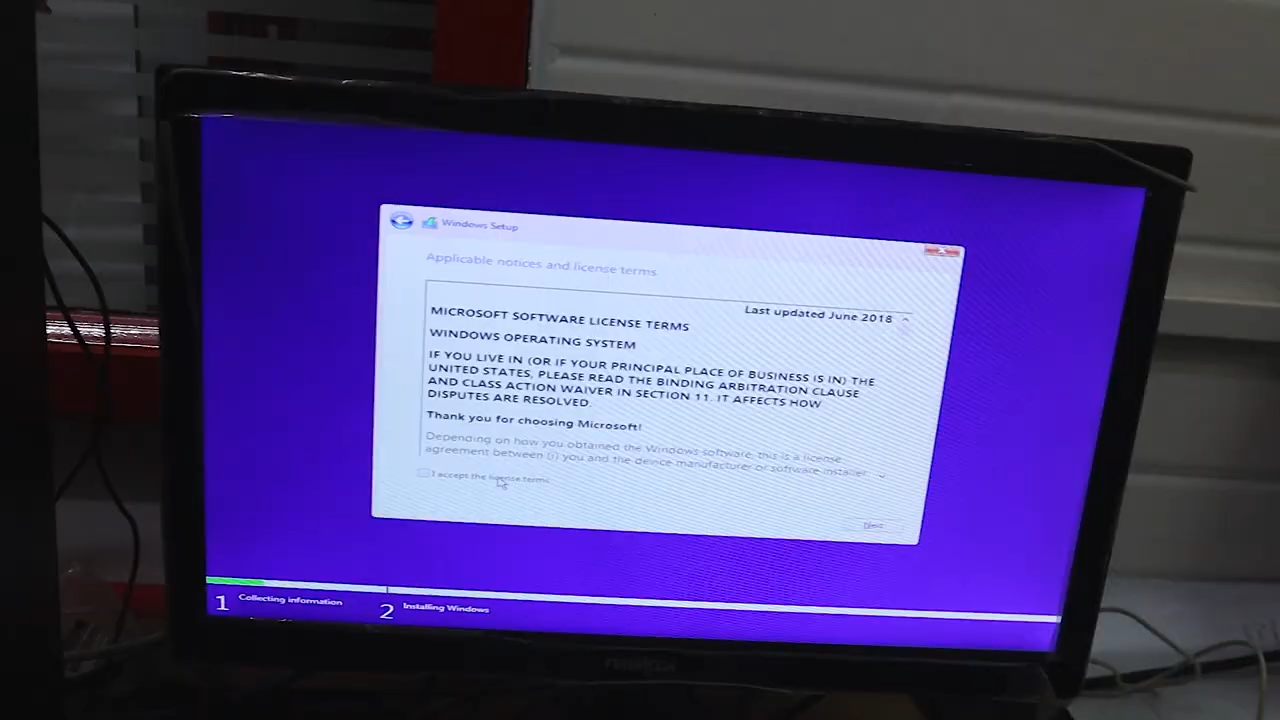 Windows Setup
Applicable notices and license terms
Last updated June 2018
MICROSOFT SOFTWARE LICENSE TERMS
WINDOWS OPERATING SYSTEM
IF YOU LIVE IN (OR IF YOUR PRINCIPAL PLACE OF BUSINESS IS IN) THE
UNITED STATES, PLEASE READ THE BINDING ARBITRATION CLAUSE
AND CLASS ACTION WAIVER IN SECTION 11. IT AFFECTS HOW
DISPUTES ARE RESOLVED.
Thank you for choosing Microsoft!
Depending on how you obtained the Windows software, this is a license
agreement between (i) you and the device manufacturer or software installer
I accept the license terms
Next
1 Collecting information
2 Installing Windows